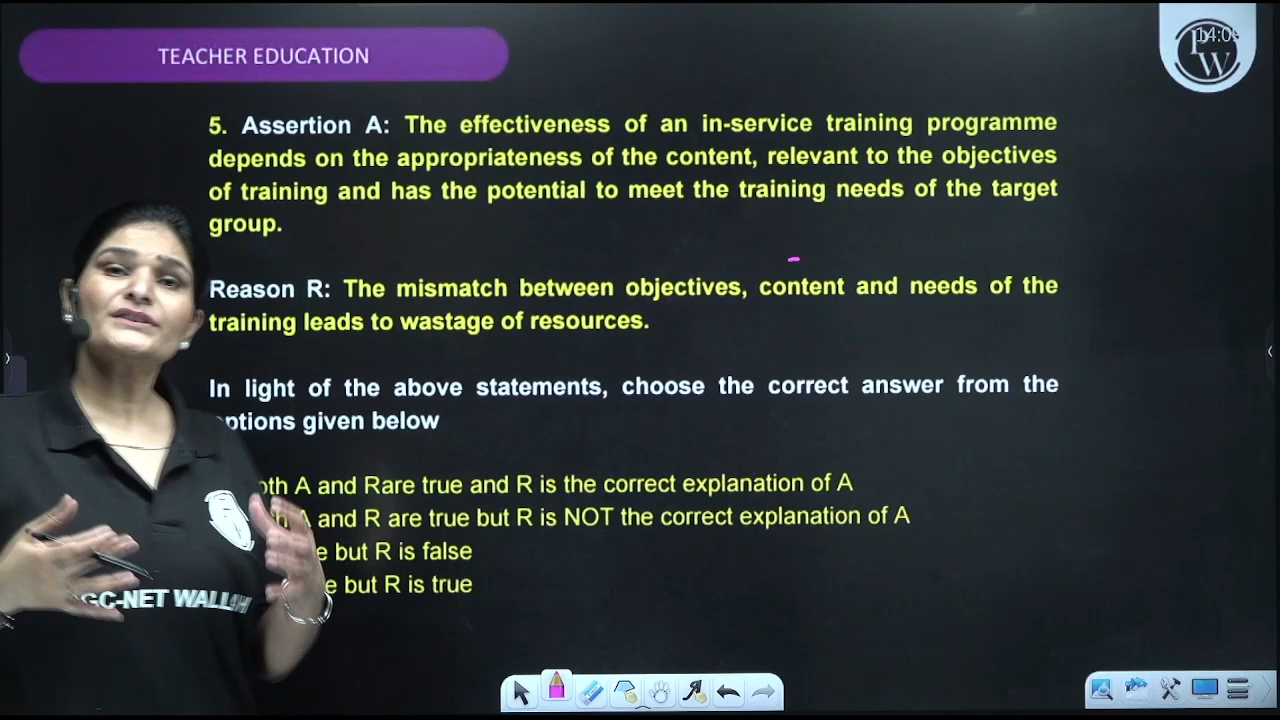 TEACHER EDUCATION
14:0
PW
5. Assertion A: The effectiveness of an in-service training programme
depends on the appropriateness of the content, relevant to the objectives
of training and has the potential to meet the training needs of the target
group.
Reason R: The mismatch between objectives, content and needs of the
training leads to wastage of resources.
In light of the above statements, choose the correct answer from the
options given below
A and Rare true and R is the correct explanation of A
A and R are true but R is NOT the correct explanation of A
but R is false
but R is true
GC-NET WALLAH